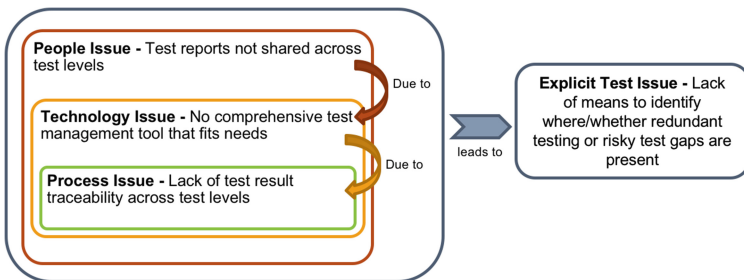 People Issue - Test reports not shared across
test levels
Due to
Technology Issue - No comprehensive test
management tool that fits needs
Due to
Process Issue - Lack of test result
traceability across test levels
leads to
Explicit Test Issue - Lack
of means to identify
where/whether redundant
testing or risky test gaps are
present